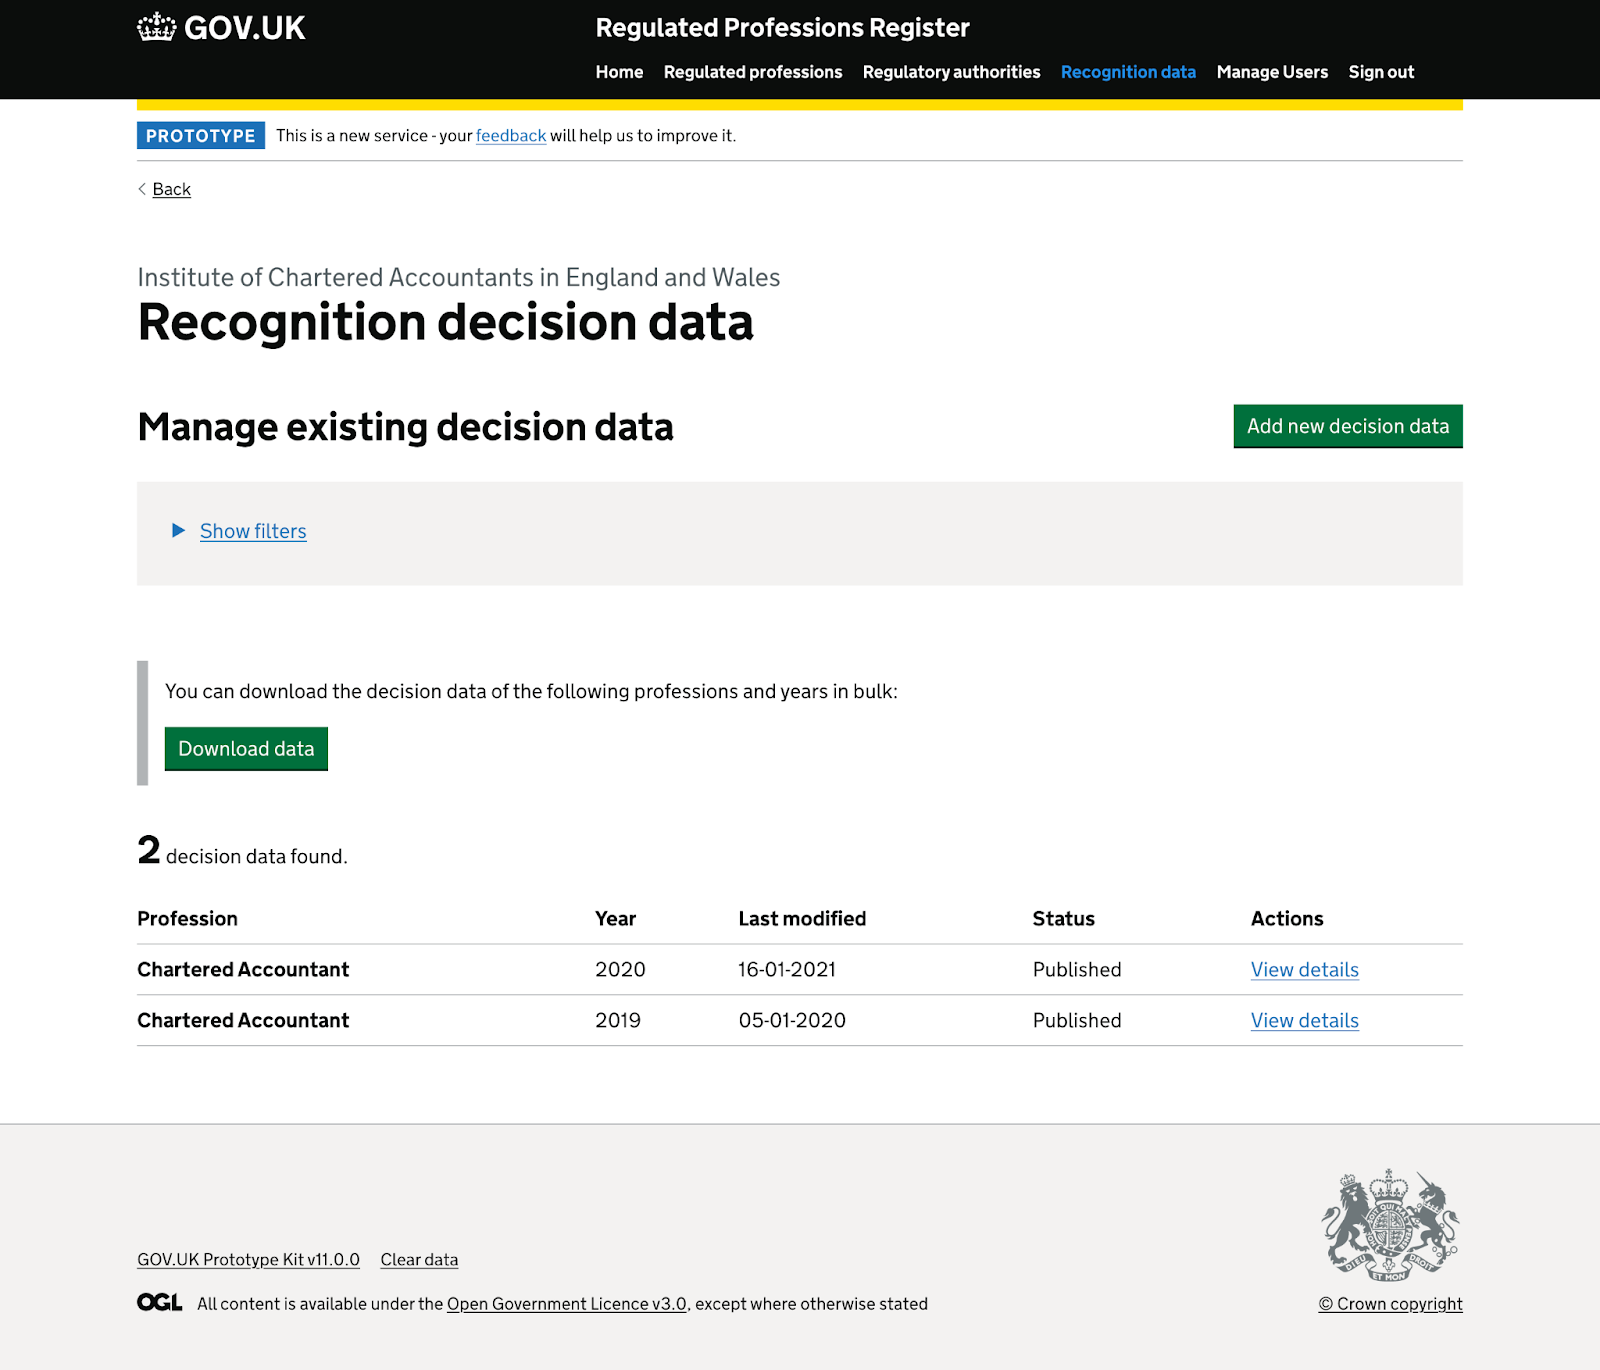 GOV.UK
Regulated Professions Register
Home Regulated professions Regulatory authorities Recognition data Manage Users Sign out
PROTOTYPE This is a new service - your feedback will help us to improve it.
Back
Institute of Chartered Accountants in England and Wales
Recognition decision data
Manage existing decision data
Add new decision data
Show filters
You can download the decision data of the following professions and years in bulk:
Download data
2 decision data found.
Profession Year Last modified Status Actions
Chartered Accountant 2020 16-01-2021 Published View details
Chartered Accountant 2019 05-01-2020 Published View details
GOV.UK Prototype Kit v11.0.0 Clear data
OGL All content is available under the Open Government Licence v3.0, except where otherwise stated
DIEU ET MON DROIT
© Crown copyright